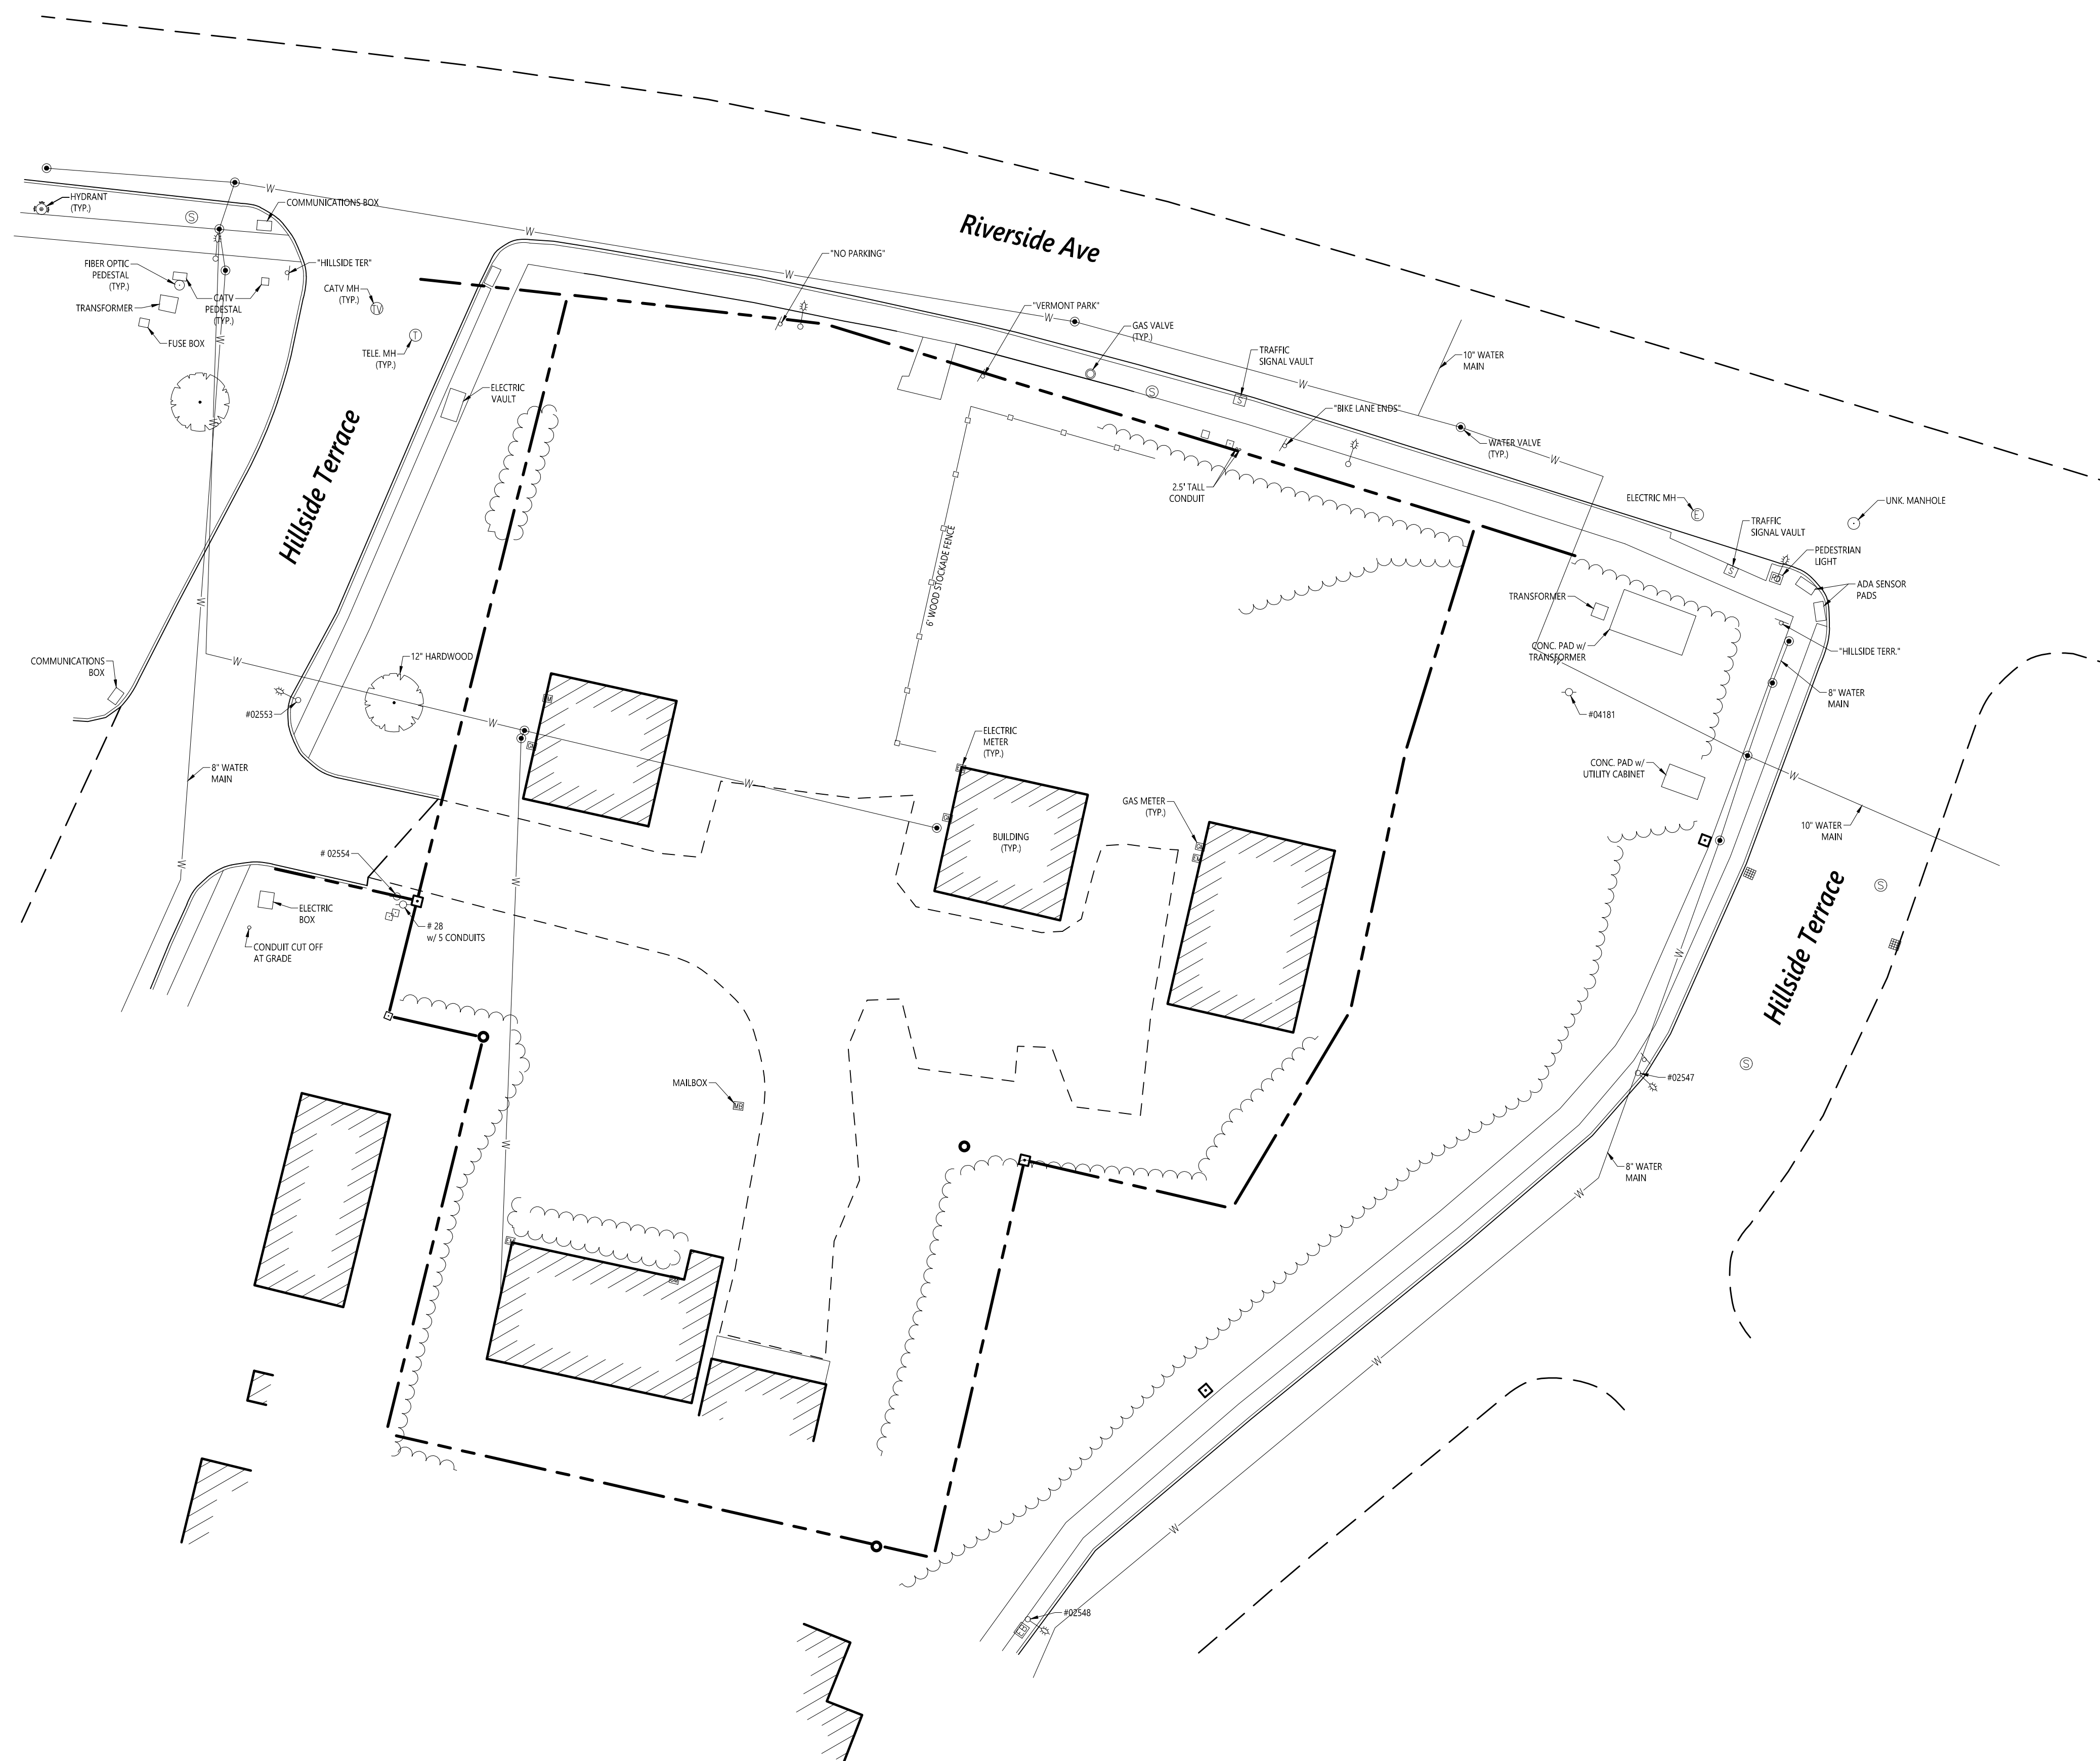 Riverside Ave
HYDRANT
(TYP.)
W
COMMUNICATIONS BOX
S
W
"NO PARKING"
FIBER OPTIC
PEDESTAL
(TYP.)
"HILLSIDE TER"
W
CATV MH
(TYP.)
TV
CATV
PEDESTAL
(TYP.)
TRANSFORMER
"VERMONT PARK"
W
GAS VALVE
(TYP.)
FUSE BOX
W
T
TELE. MH
(TYP.)
TRAFFIC
SIGNAL VAULT
10" WATER
MAIN
ELECTRIC
VAULT
S
W
S
"BIKE LANE ENDS"
W
Hillside Terrace
WATER VALVE
(TYP.)
W
2.5' TALL
CONDUIT
ELECTRIC MH
E
UNK. MANHOLE
TRAFFIC
SIGNAL VAULT
S
PEDESTRIAN
LIGHT
6' WOOD STOCKADE FENCE
ADA SENSOR
PADS
TRANSFORMER
W
CONC. PAD w/
TRANSFORMER
W
"HILLSIDE TERR."
COMMUNICATIONS
BOX
W
12" HARDWOOD
8" WATER
MAIN
#02553
W
#04181
ELECTRIC
METER
(TYP.)
8" WATER
MAIN
W
CONC. PAD w/
UTILITY CABINET
W
GAS METER
(TYP.)
10" WATER
MAIN
BUILDING
(TYP.)
# 02554
W
W
S
Hillside Terrace
ELECTRIC
BOX
# 28
w/ 5 CONDUITS
CONDUIT CUT OFF
AT GRADE
W
S
MAILBOX
MB
#02547
W
8" WATER
MAIN
W
W
W
#02548